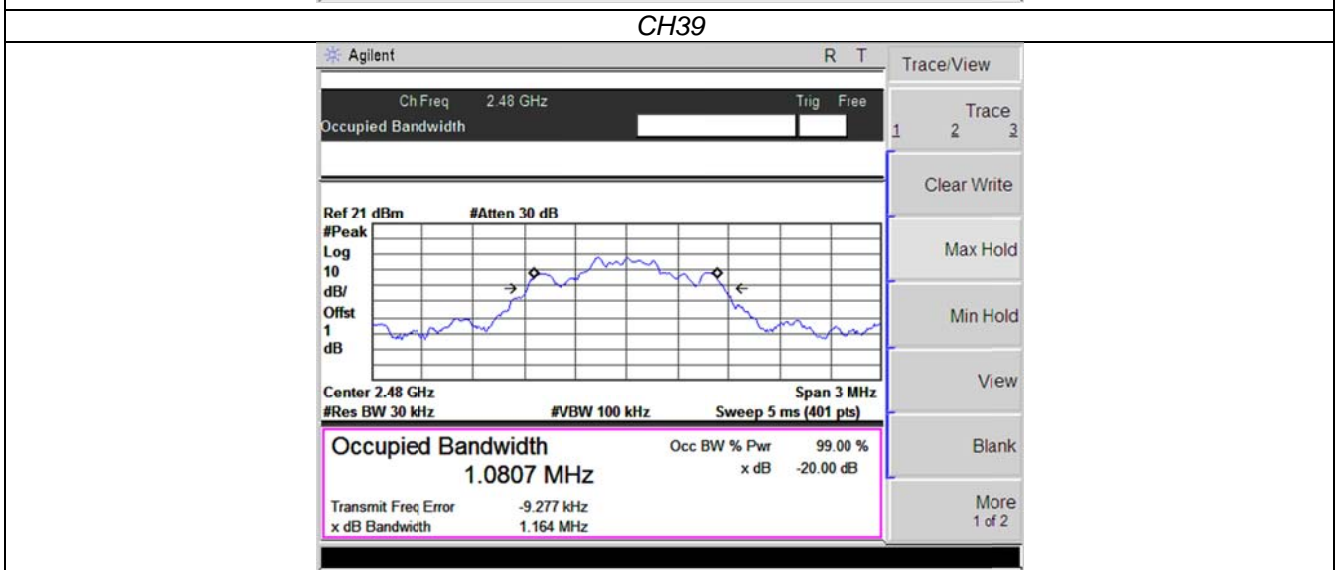 CH39
Agilent R T
Trace/View
Ch Freq 2.48 GHz Trig Free
Occupied Bandwidth
Trace
1 2 3
Clear Write
Max Hold
Min Hold
View
Blank
More
1 of 2
Ref 21 dBm #Atten 30 dB
#Peak
Log
10
dB/
Offst
1
dB
Center 2.48 GHz Span 3 MHz
#Res BW 30 kHz #VBW 100 kHz Sweep 5 ms (401 pts)
Occupied Bandwidth Occ BW % Pwr 99.00 %
1.0807 MHz x dB -20.00 dB
Transmit Freq Error -9.277 kHz
x dB Bandwidth 1.164 MHz